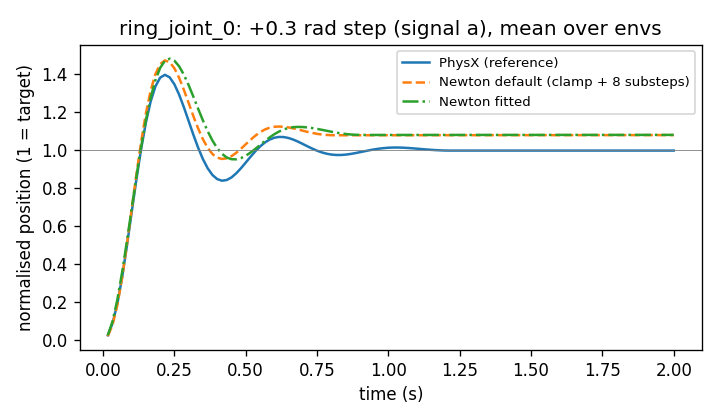 ring_joint_0: +0.3 rad step (signal a), mean over envs
PhysX (reference)
Newton default (clamp + 8 substeps)
Newton fitted
normalised position (1 = target)
1.4
1.2
1.0
0.8
0.6
0.4
0.2
0.0
0.00 0.25 0.50 0.75 1.00 1.25 1.50 1.75 2.00
time (s)